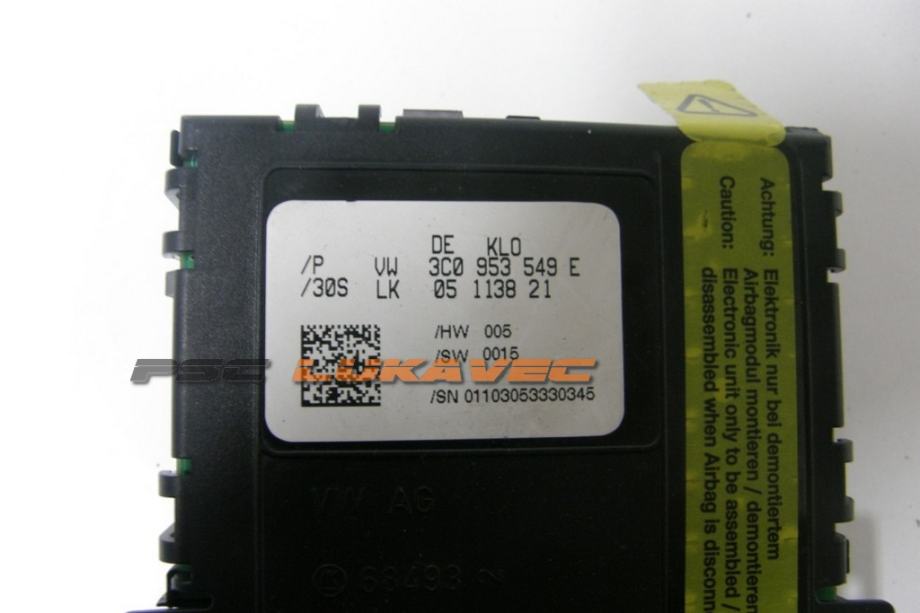 DE KLO
/P VW 3C0 953 549 E
/30S LK 05 1138 21
/HW 005
/SW 0015
/SN 01103053330345
PSC LUKAVEC
VW AG
K 68493 2
Achtung: Elektronik nur bei demontiertem
Airbagmodul montieren / demontieren
Caution: Electronic unit only to be assembled /
disassembled when Airbag is